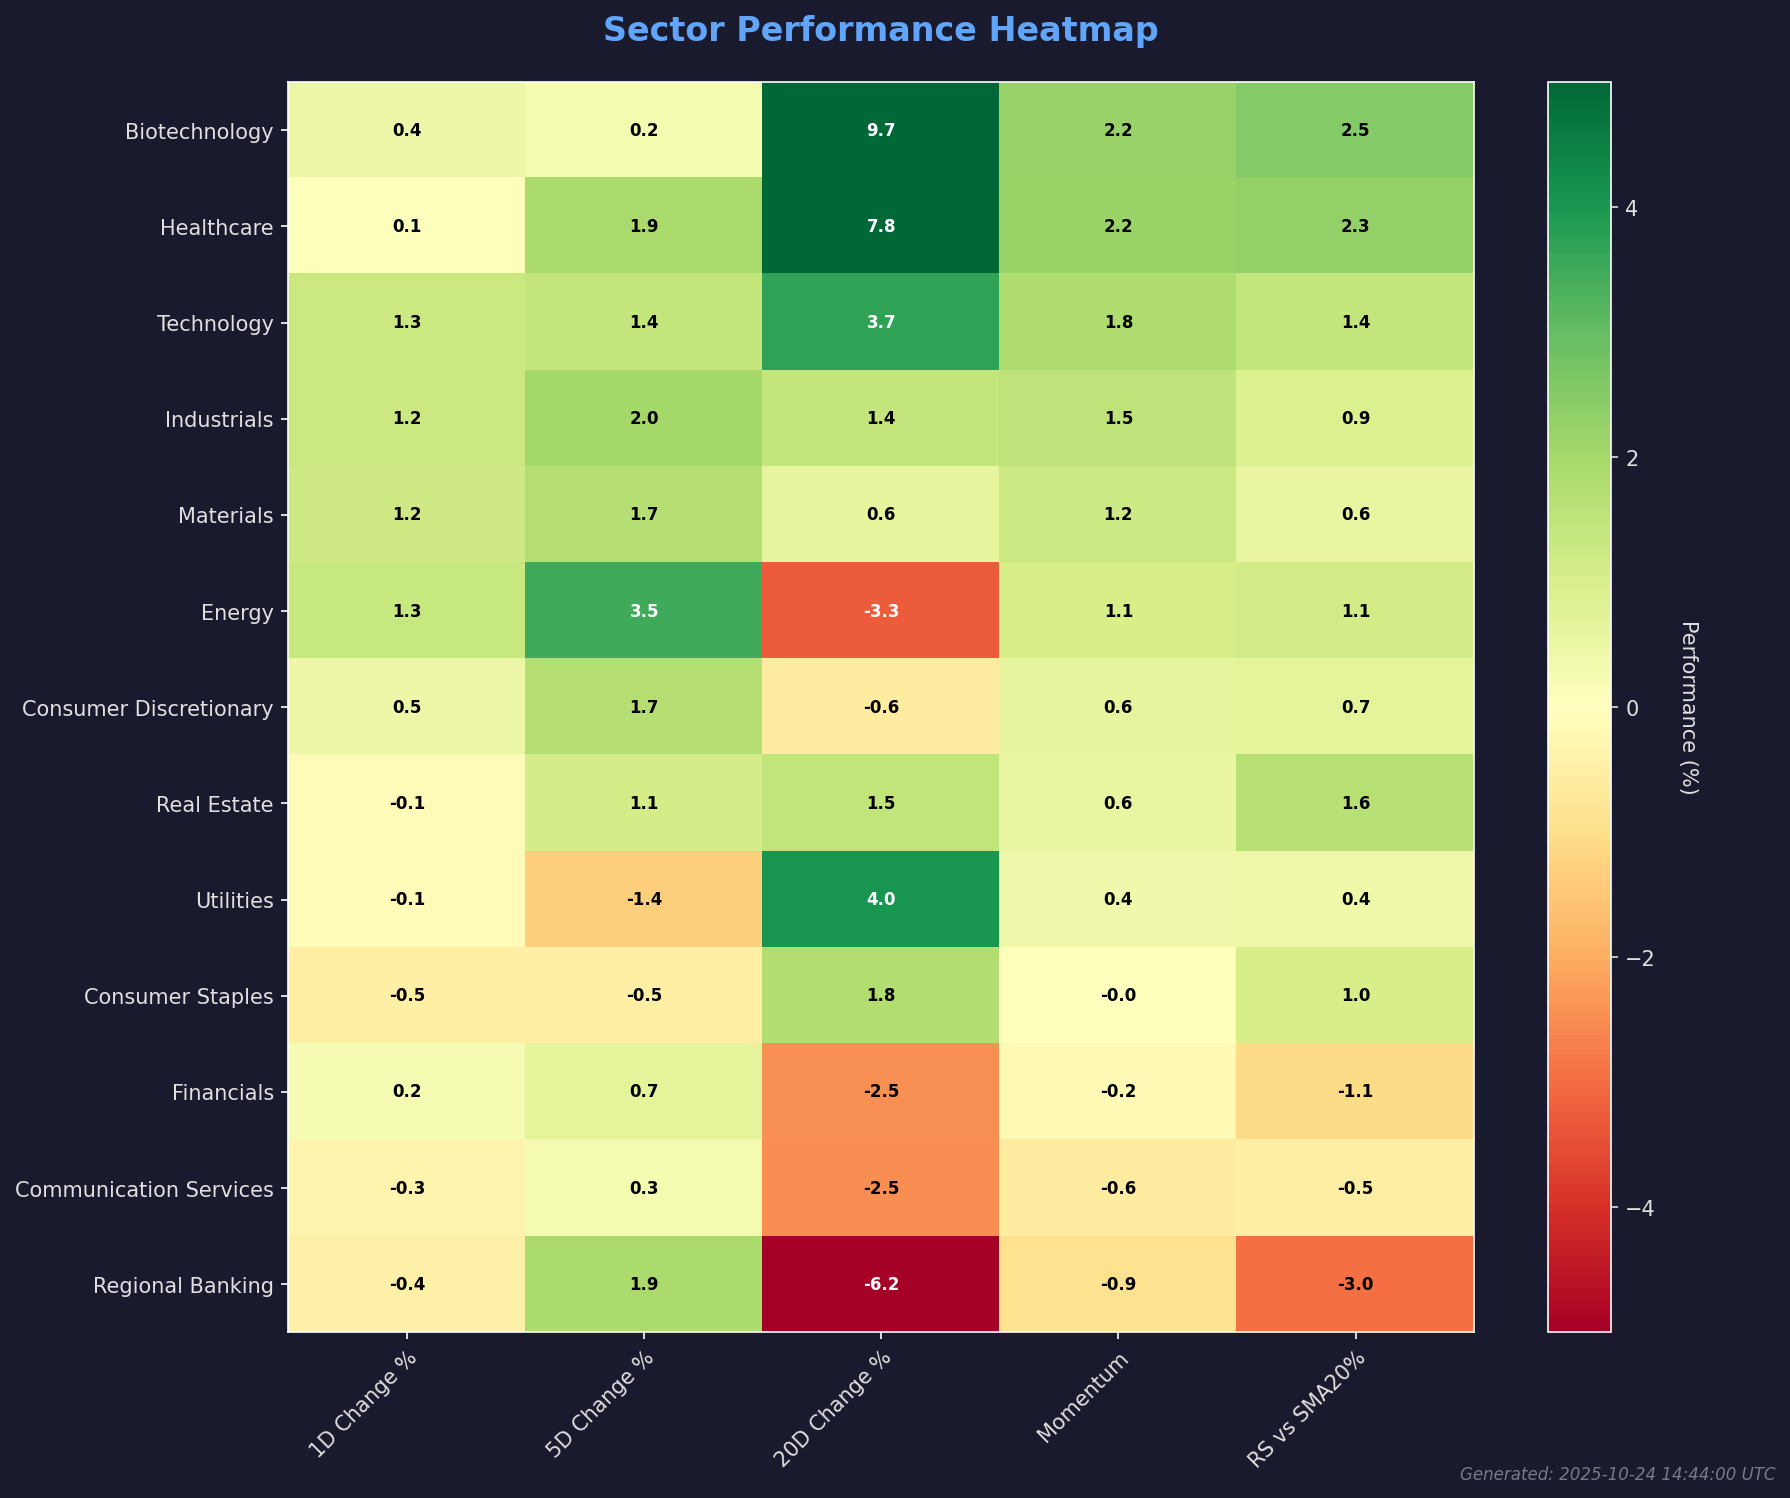 Sector Performance Heatmap
Biotechnology 0.4 0.2 9.7 2.2 2.5
Healthcare 0.1 1.9 7.8 2.2 2.3
Technology 1.3 1.4 3.7 1.8 1.4
Industrials 1.2 2.0 1.4 1.5 0.9
Materials 1.2 1.7 0.6 1.2 0.6
Energy 1.3 3.5 -3.3 1.1 1.1
Consumer Discretionary 0.5 1.7 -0.6 0.6 0.7
Real Estate -0.1 1.1 1.5 0.6 1.6
Utilities -0.1 -1.4 4.0 0.4 0.4
Consumer Staples -0.5 -0.5 1.8 -0.0 1.0
Financials 0.2 0.7 -2.5 -0.2 -1.1
Communication Services -0.3 0.3 -2.5 -0.6 -0.5
Regional Banking -0.4 1.9 -6.2 -0.9 -3.0
1D Change % 5D Change % 20D Change % Momentum RS vs SMA20%
4
2
0
−2
−4
Performance (%)
Generated: 2025-10-24 14:44:00 UTC